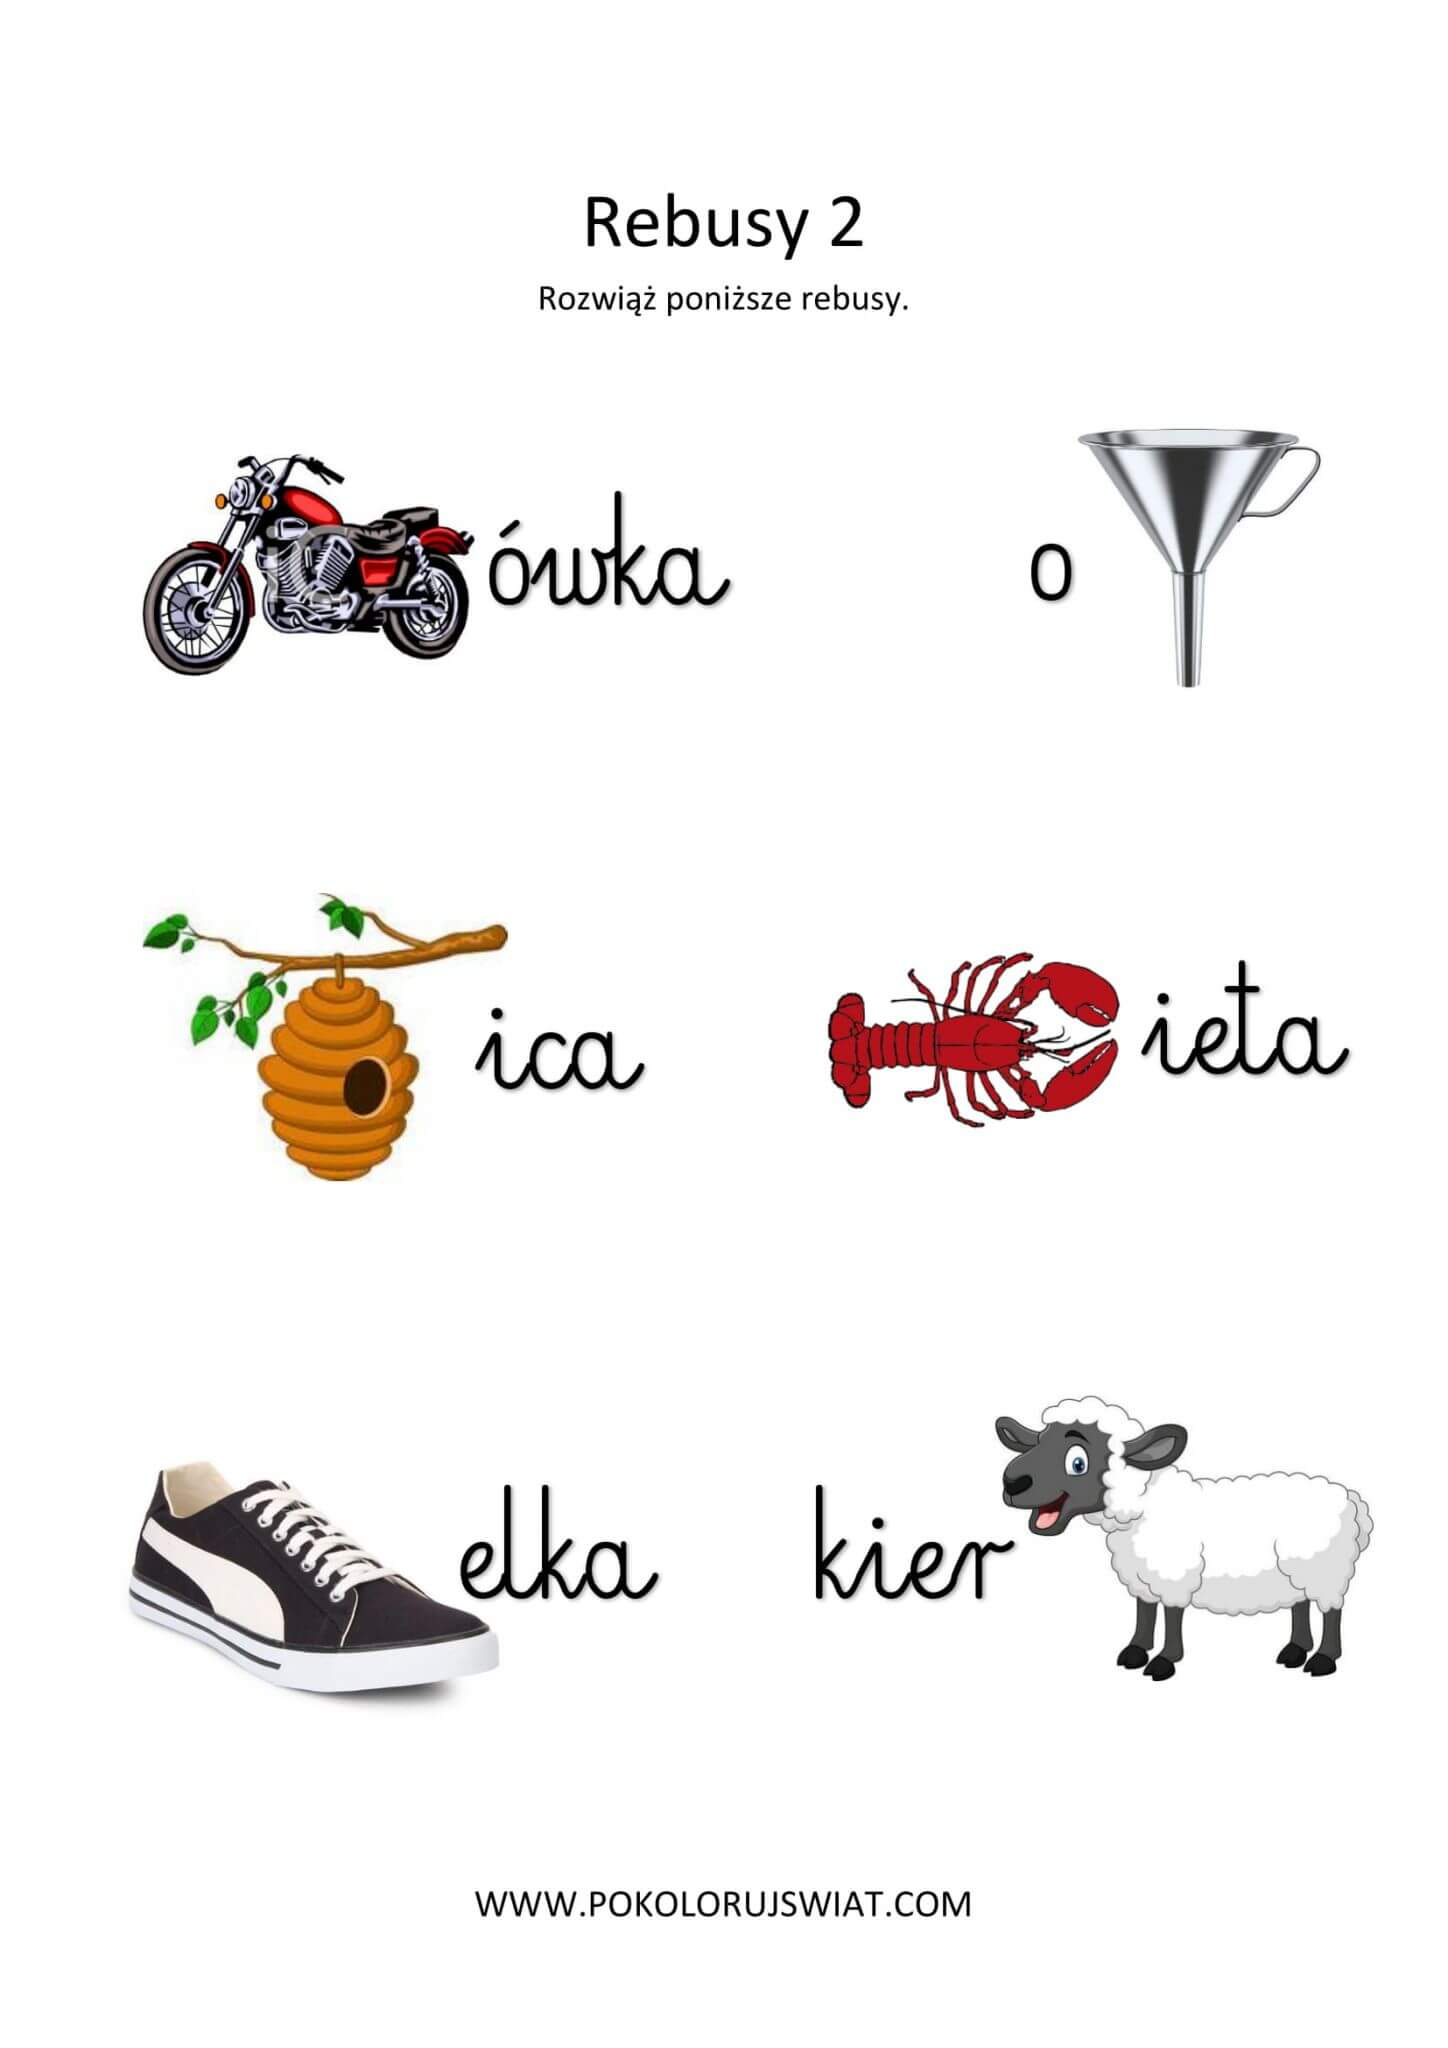 Rebusy 2
Rozwiąż poniższe rebusy.
ówka
o
ica
ieta
elka
kier
WWW.POKOLORUJSWIAT.COM